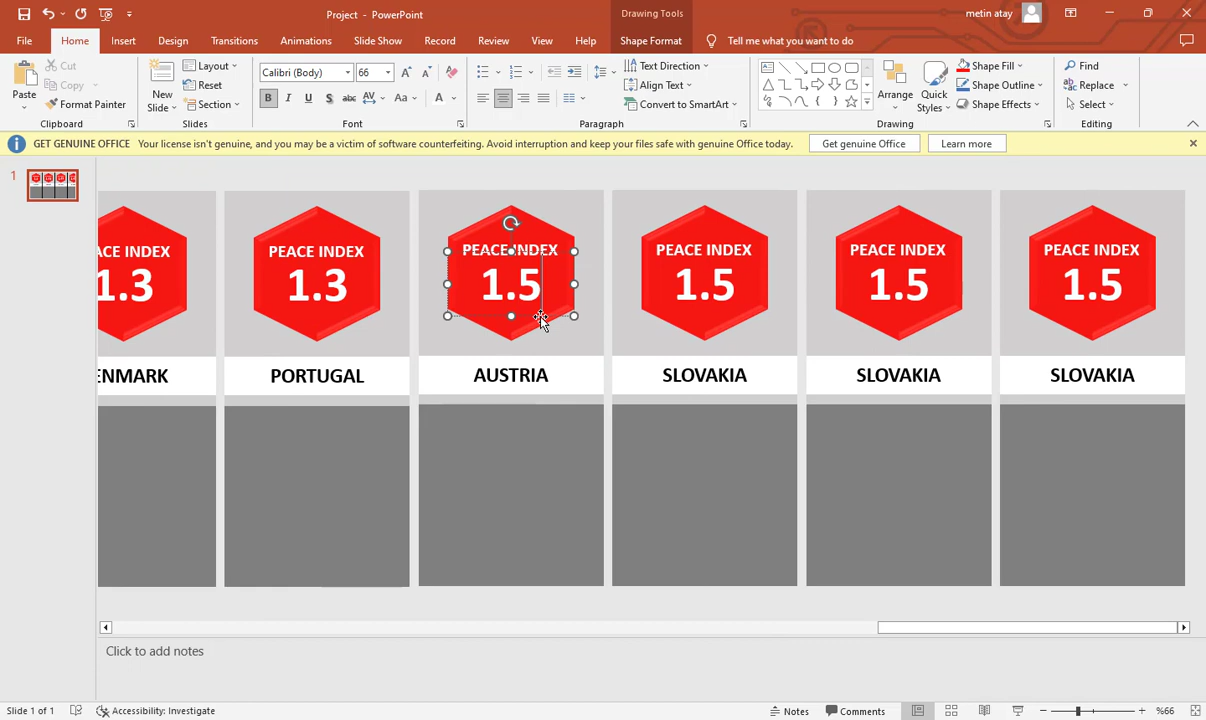 Project - PowerPoint
Drawing Tools
metin atay
File Home Insert Design Transitions Animations Slide Show Record Review View Help Shape Format Tell me what you want to do
Paste
Cut
Copy
Format Painter
Clipboard
New
Slide
Layout
Reset
Section
Slides
Calibri (Body) 66
B I U S abc AV Aa A
Font
Text Direction
Align Text
Convert to SmartArt
Paragraph
Arrange
Quick
Styles
Shape Fill
Shape Outline
Shape Effects
Drawing
Find
Replace
Select
Editing
GET GENUINE OFFICE Your license isn't genuine, and you may be a victim of software counterfeiting. Avoid interruption and keep your files safe with genuine Office today. Get genuine Office Learn more
1
ACE INDEX
1.3
ENMARK
PEACE INDEX
1.3
PORTUGAL
PEACE INDEX
1.5
AUSTRIA
PEACE INDEX
1.5
SLOVAKIA
PEACE INDEX
1.5
SLOVAKIA
PEACE INDEX
1.5
SLOVAKIA
Click to add notes
Slide 1 of 1 Accessibility: Investigate Notes Comments %66